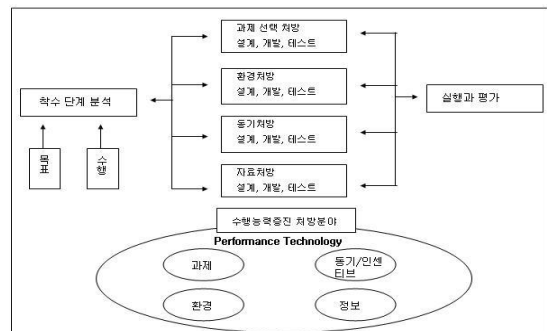 과제 선택 처방
설계, 개발, 테스트
환경처방
설계, 개발, 테스트
착수 단계 분석
실행과 평가
동기처방
설계, 개발, 테스트
목표
수행
자료처방
설계, 개발, 테스트
수행능력증진 처방분야
Performance Technology
과제
동기/인센
티브
환경
정보